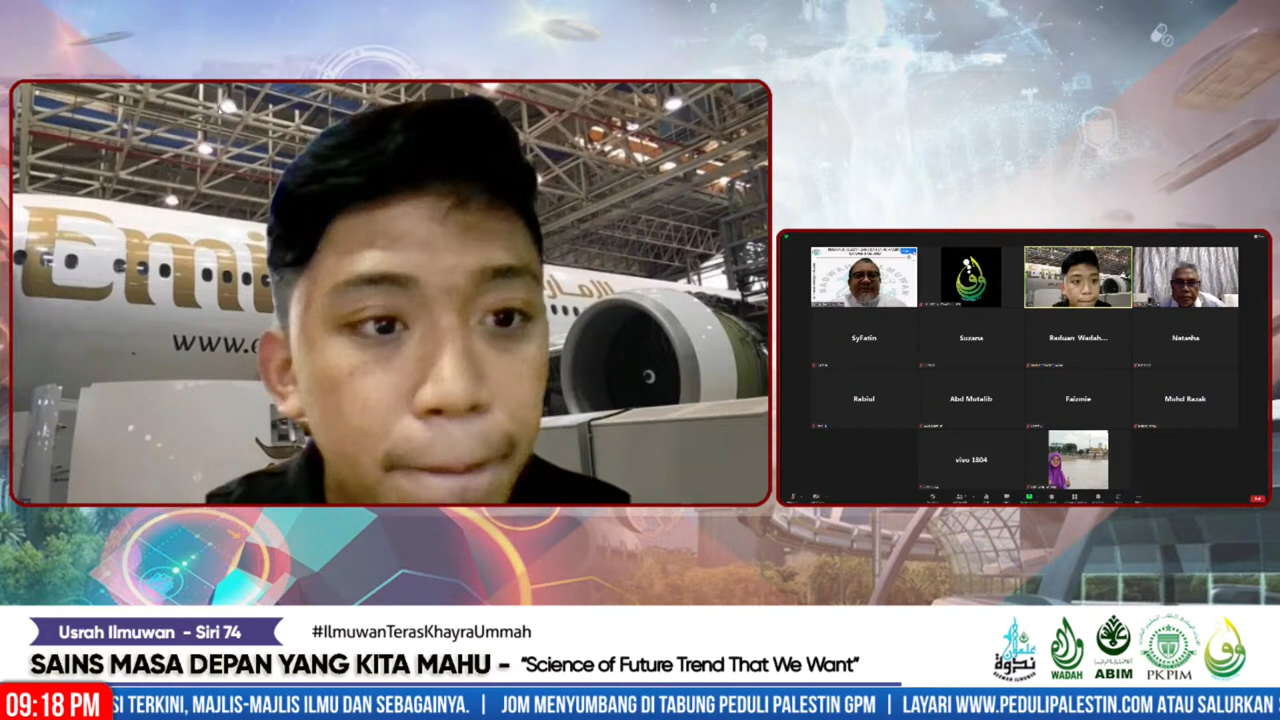 Emi
www.
SyFatin
Suzana
Raduan Wadah...
Natasha
Rabiul
Abd Mutalib
Faizmie
Mohd Razak
vivo 1804
Usrah Ilmuwan - Siri 74
#IlmuwanTerasKhayraUmmah
SAINS MASA DEPAN YANG KITA MAHU - “Science of Future Trend That We Want”
WADAH
ABIM
PKPIM
09:18 PM
SI TERKINI, MAJLIS-MAJLIS ILMU DAN SEBAGAINYA. | JOM MENYUMBANG DI TABUNG PEDULI PALESTIN GPM | LAYARI WWW.PEDULIPALESTIN.COM ATAU SALURKAN